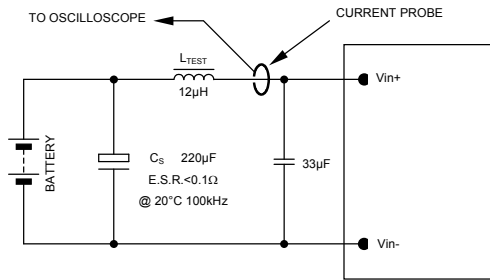 TO OSCILLOSCOPE
CURRENT PROBE
LTEST
12µH
Vin+
BATTERY
CS 220µF
E.S.R.<0.1Ω
@ 20°C 100kHz
33µF
Vin-